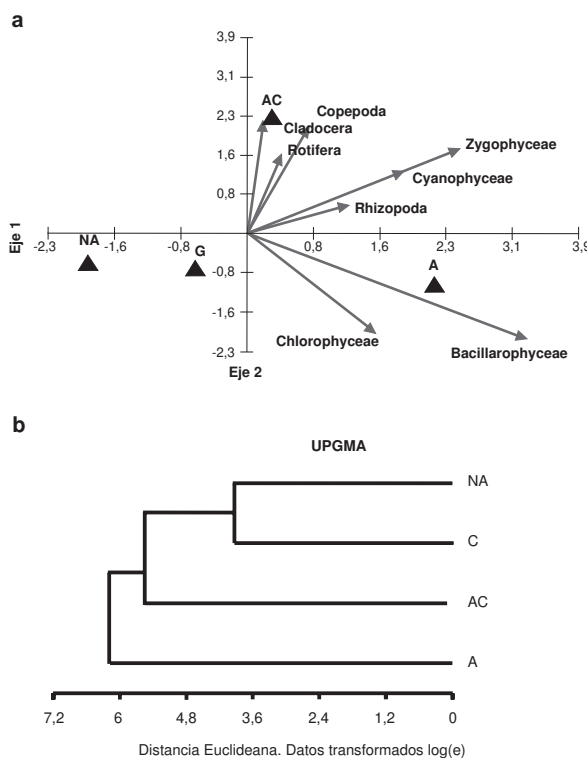 a
3,9
3,1
2,3
1,6
0,8
-0,8
-1,6
-2,3
AC
Copepoda
Cladocera
Rotifera
Zygophyceae
Cyanophyceae
Rhizopoda
Eje 1
-2,3 -1,6 -0,8 0,8 1,6 2,3 3,1 3,9
NA
G
A
Chlorophyceae
Bacillarophyceae
Eje 2
b
UPGMA
NA
C
AC
A
7,2 6 4,8 3,6 2,4 1,2 0
Distancia Euclideana. Datos transformados log(e)